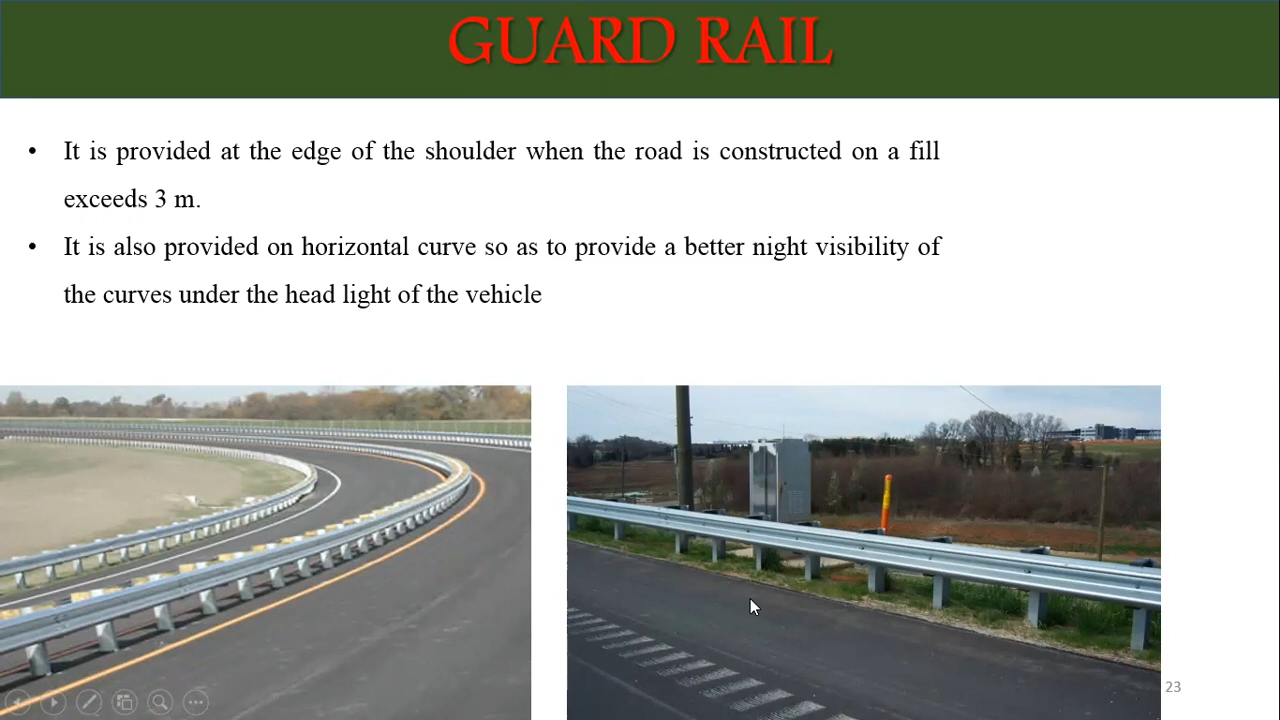 GUARD RAIL
• It is provided at the edge of the shoulder when the road is constructed on a fill
exceeds 3 m.
• It is also provided on horizontal curve so as to provide a better night visibility of
the curves under the head light of the vehicle
23